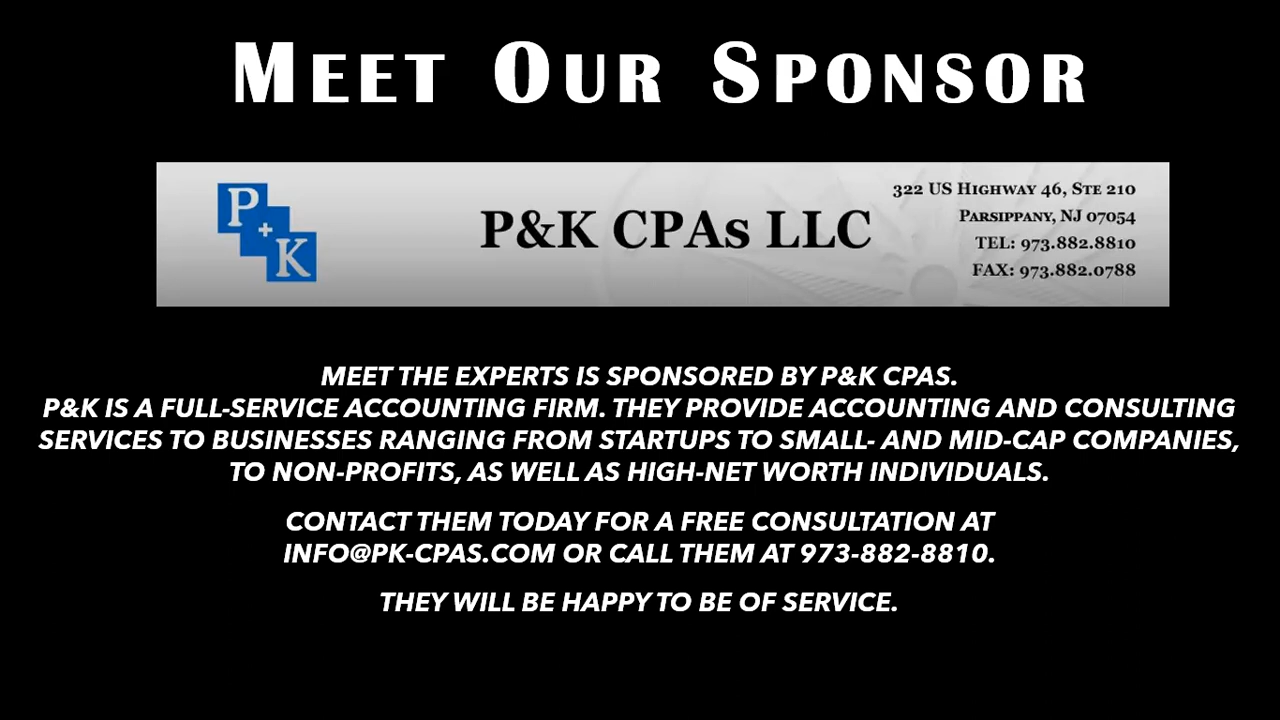 MEET OUR SPONSOR
P+K
P&K CPAs LLC
322 US HIGHWAY 46, STE 210
PARSIPPANY, NJ 07054
TEL: 973.882.8810
FAX: 973.882.0788
MEET THE EXPERTS IS SPONSORED BY P&K CPAS.
P&K IS A FULL-SERVICE ACCOUNTING FIRM. THEY PROVIDE ACCOUNTING AND CONSULTING
SERVICES TO BUSINESSES RANGING FROM STARTUPS TO SMALL- AND MID-CAP COMPANIES,
TO NON-PROFITS, AS WELL AS HIGH-NET WORTH INDIVIDUALS.
CONTACT THEM TODAY FOR A FREE CONSULTATION AT
INFO@PK-CPAS.COM OR CALL THEM AT 973-882-8810.
THEY WILL BE HAPPY TO BE OF SERVICE.